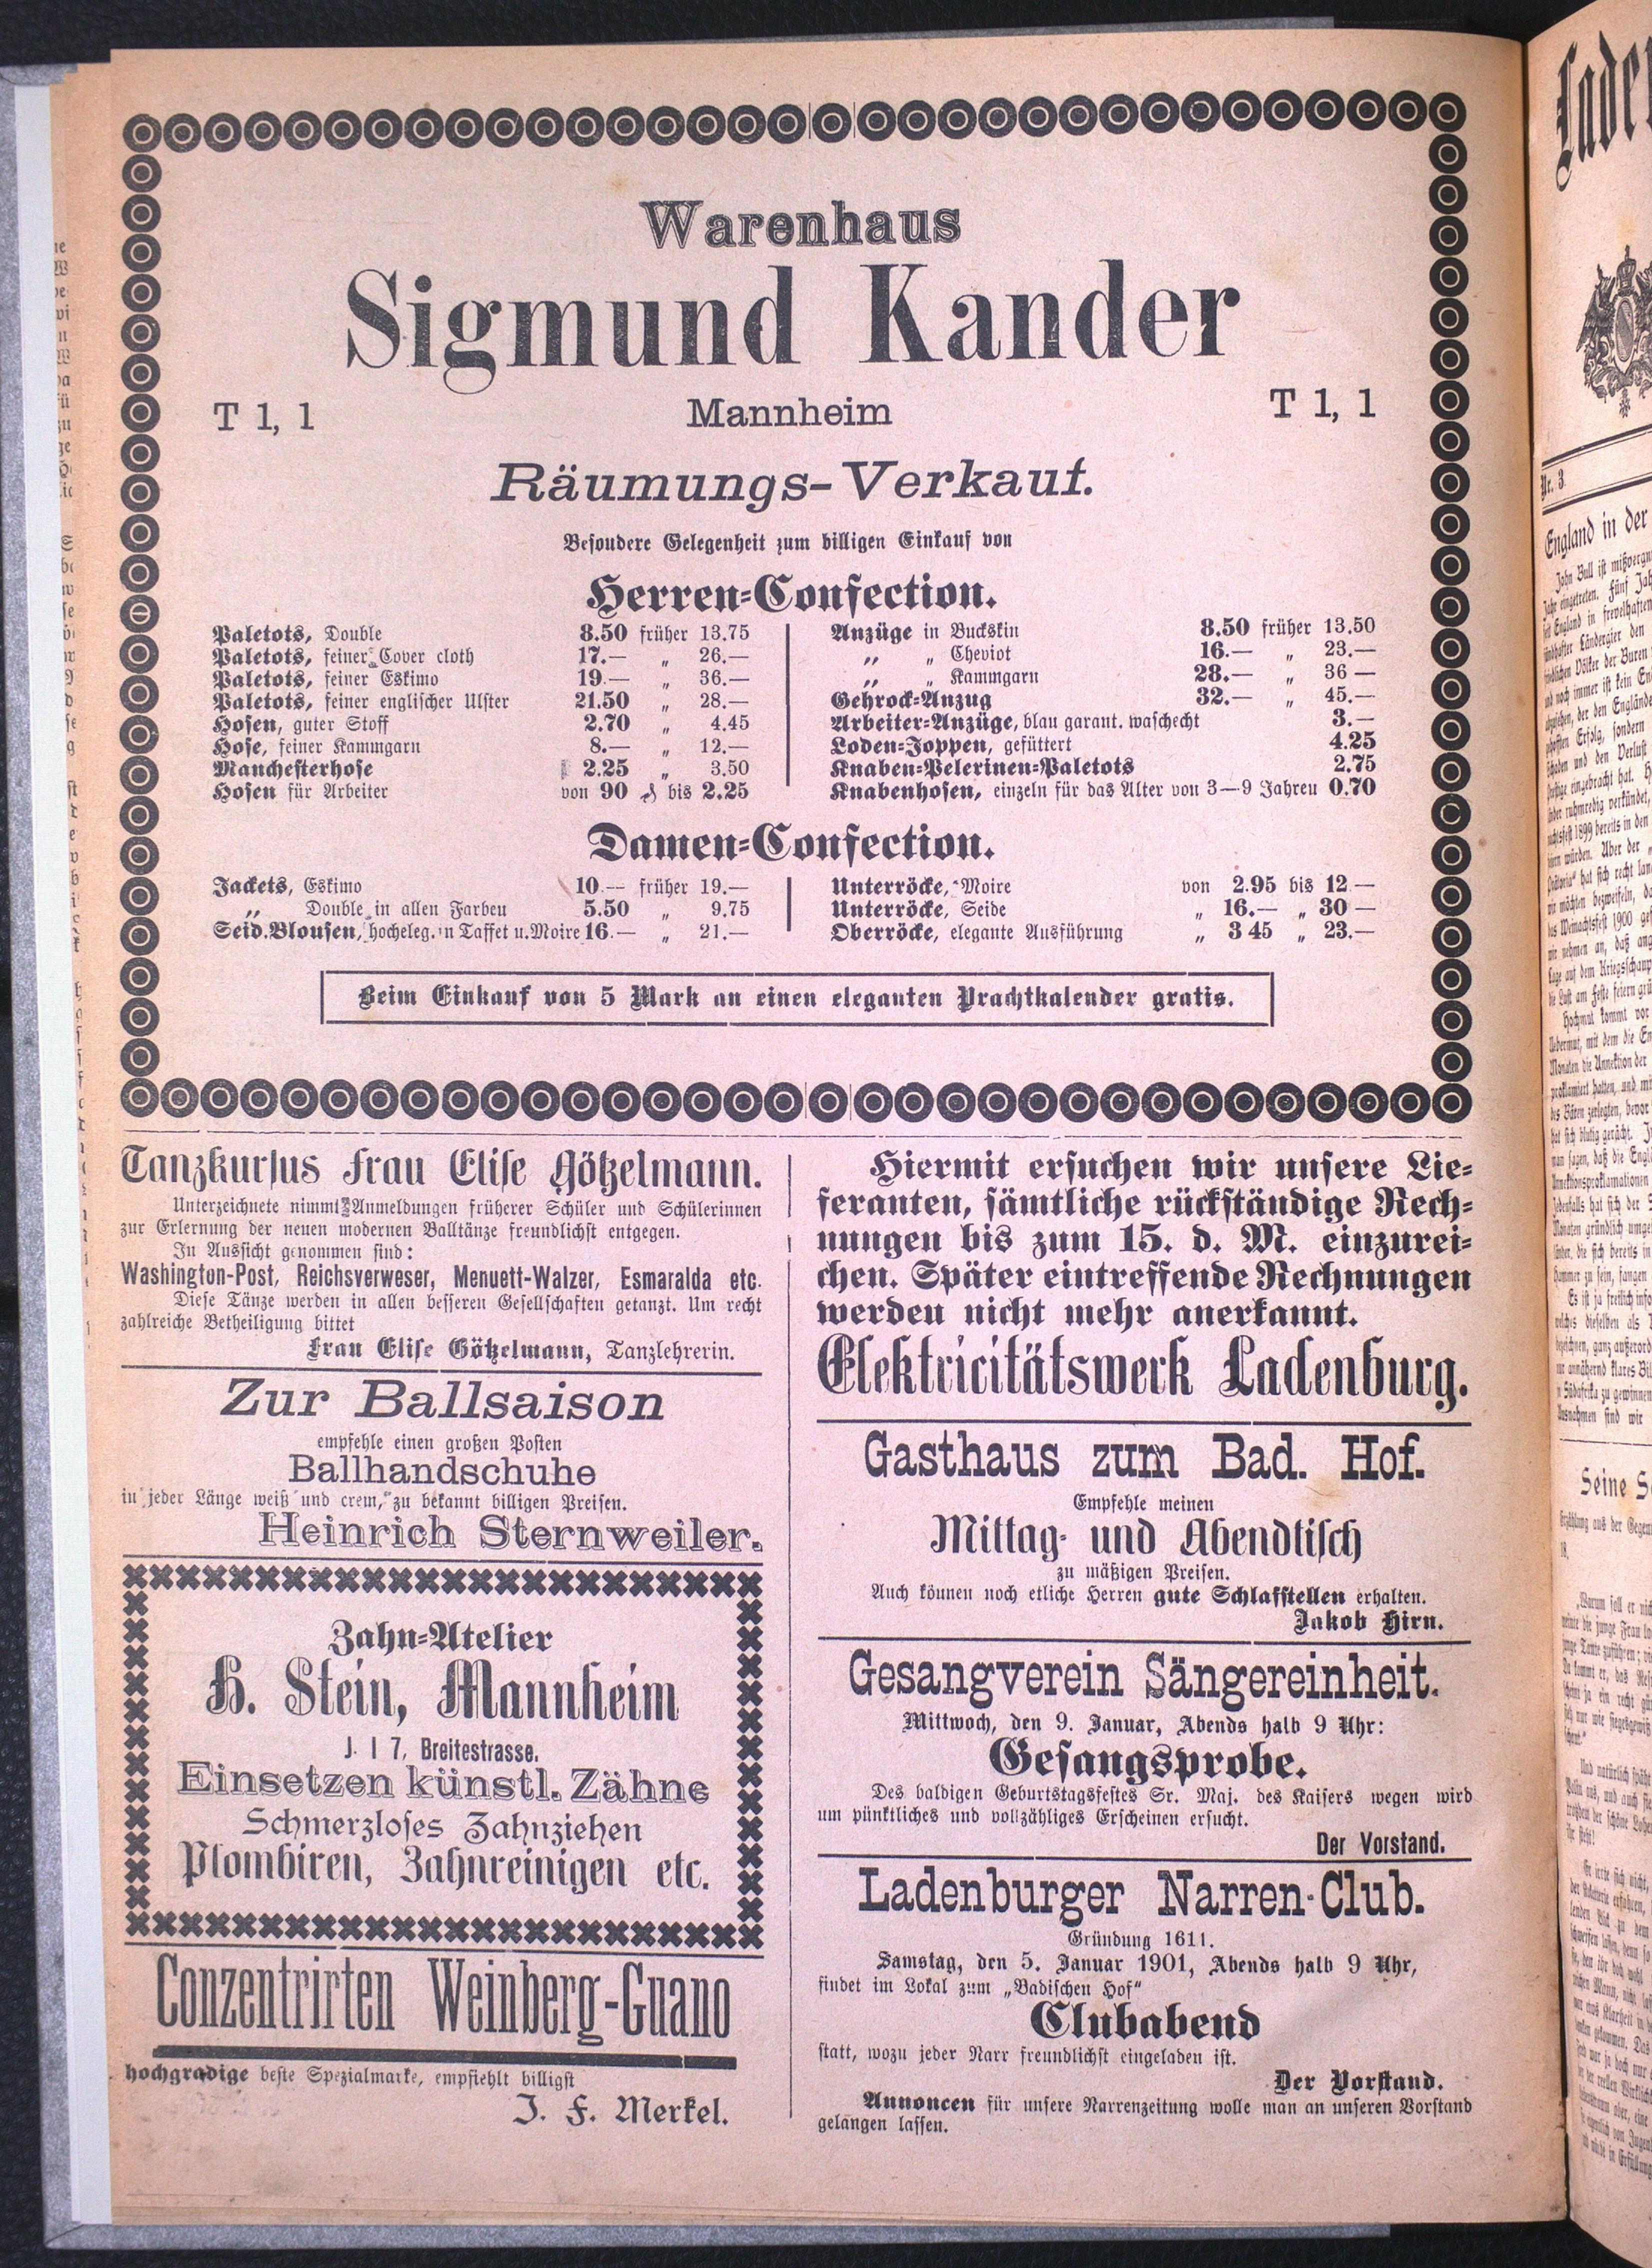 Warenhaus
Sigmund Kander
T 1, 1 Mannheim T 1, 1
Räumungs-Verkauf.
Besondere Gelegenheit zum billigen Einkauf von
Herren-Confection.
Paletots, Double 8.50 früher 13.75
Paletots, feiner Cover cloth 17.— „ 26.—
Paletots, feiner Eskimo 19.— „ 36.—
Paletots, feiner englischer Ulster 21.50 „ 28.—
Hosen, guter Stoff 2.70 „ 4.45
Hose, feiner Kammgarn 8.— „ 12.—
Manchesterhose 2.25 „ 3.50
Hosen für Arbeiter von 90 ₰ bis 2.25
Anzüge in Buckskin 8.50 früher 13.50
„ „ Cheviot 16.— „ 23.—
„ „ Kammgarn 28.— „ 36 —
Gehrock-Anzug 32.— „ 45.—
Arbeiter-Anzüge, blau garant. waschecht 3.—
Loden-Joppen, gefüttert 4.25
Knaben-Pelerinen-Paletots 2.75
Knabenhosen, einzeln für das Alter von 3—9 Jahren 0.70
Damen-Confection.
Jackets, Eskimo 10.— früher 19.—
„ Double in allen Farben 5.50 „ 9.75
Seid. Blousen, hocheleg. in Taffet u. Moire 16.— „ 21.—
Unterröcke, Moire von 2.95 bis 12 —
Unterröcke, Seide „ 16.— „ 30 —
Oberröcke, elegante Ausführung „ 3 45 „ 23.—
Beim Einkauf von 5 Mark an einen eleganten Prachtkalender gratis.
Tanzkursus Frau Elise Götzelmann.
Unterzeichnete nimmt Anmeldungen früherer Schüler und Schülerinnen
zur Erlernung der neuen modernen Balltänze freundlichst entgegen.
In Aussicht genommen sind:
Washington-Post, Reichsverweser, Menuett-Walzer, Esmaralda etc.
Diese Tänze werden in allen besseren Gesellschaften getanzt. Um recht
zahlreiche Betheiligung bittet
Frau Elise Götzelmann, Tanzlehrerin.
Zur Ballsaison
empfehle einen großen Posten
Ballhandschuhe
in jeder Länge weiß und crem, zu bekannt billigen Preisen.
Heinrich Sternweiler.
Zahn-Atelier
H. Stein, Mannheim
J. I 7, Breitestrasse.
Einsetzen künstl. Zähne
Schmerzloses Zahnziehen
Plombiren, Zahnreinigen etc.
Conzentrirten Weinberg-Guano
hochgradige beste Spezialmarke, empfiehlt billigst
J. F. Merkel.
Hiermit ersuchen wir unsere Lie-
feranten, sämtliche rückständige Rech-
nungen bis zum 15. d. M. einzurei-
chen. Später eintreffende Rechnungen
werden nicht mehr anerkannt.
Elektricitätswerk Ladenburg.
Gasthaus zum Bad. Hof.
Empfehle meinen
Mittag- und Abendtisch
zu mäßigen Preisen.
Auch können noch etliche Herren gute Schlafstellen erhalten.
Jakob Hirn.
Gesangverein Sängereinheit.
Mittwoch, den 9. Januar, Abends halb 9 Uhr:
Gesangsprobe.
Des baldigen Geburtstagsfestes Sr. Maj. des Kaisers wegen wird
um pünktliches und vollzähliges Erscheinen ersucht.
Der Vorstand.
Ladenburger Narren-Club.
Gründung 1611.
Samstag, den 5. Januar 1901, Abends halb 9 Uhr,
findet im Lokal zum „Badischen Hof“
Clubabend
statt, wozu jeder Narr freundlichst eingeladen ist.
Der Vorstand.
Annoncen für unsere Narrenzeitung wolle man an unseren Vorstand
gelangen lassen.
Nr. 3
England in der
John Bull ist